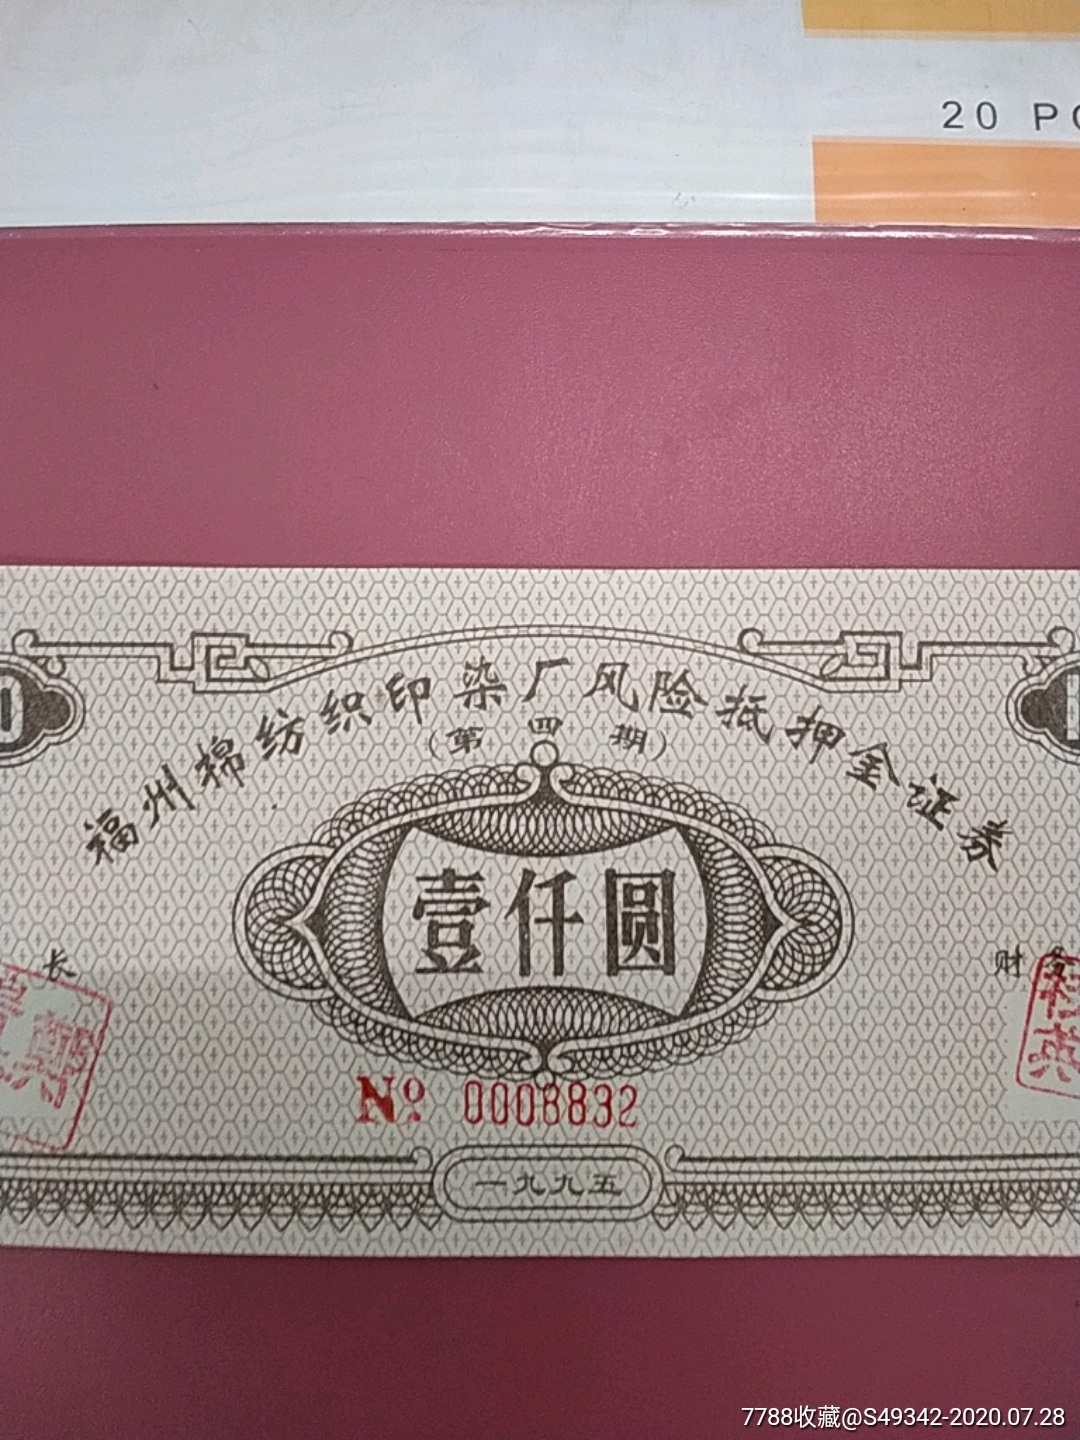 20 PC
福州棉纺织印染厂风险抵押金证券
（第四期）
壹仟圆
长
财务
№ 0008832
一九九五
7788收藏@S49342-2020.07.28